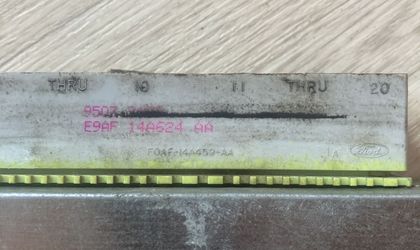 THRU 10 11 THRU 20
E9AF 14A624 AA
F0AF-14A459-AA
A Ford